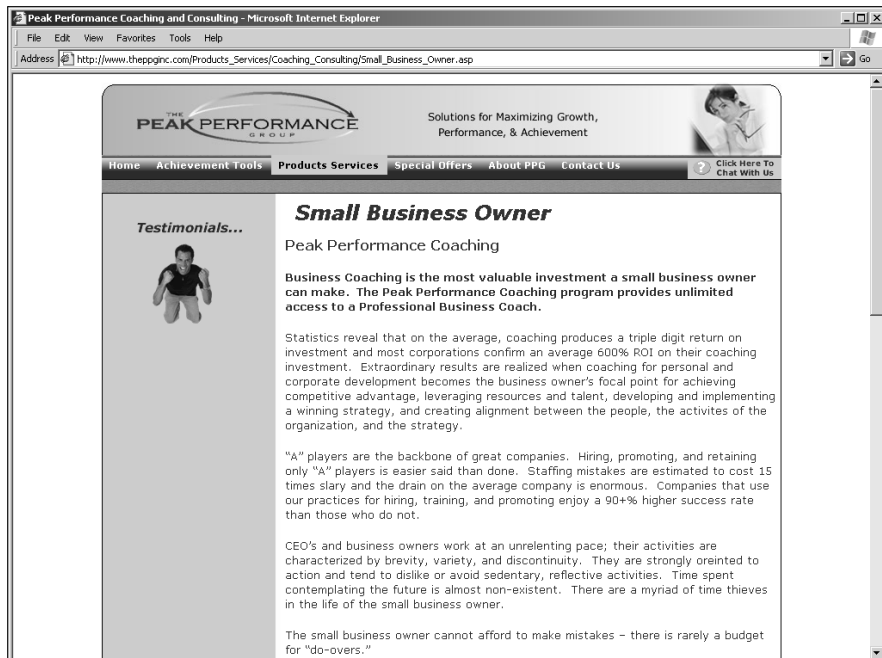 Peak Performance Coaching and Consulting - Microsoft Internet Explorer
File Edit View Favorites Tools Help
Address http://www.theppginc.com/Products_Services/Coaching_Consulting/Small_Business_Owner.asp Go
THE
PEAK PERFORMANCE
GROUP
Solutions for Maximizing Growth,
Performance, & Achievement
Home Achievement Tools Products Services Special Offers About PPG Contact Us
? Click Here To
Chat With Us
Testimonials...
Small Business Owner
Peak Performance Coaching
Business Coaching is the most valuable investment a small business owner
can make. The Peak Performance Coaching program provides unlimited
access to a Professional Business Coach.
Statistics reveal that on the average, coaching produces a triple digit return on
investment and most corporations confirm an average 600% ROI on their coaching
investment. Extraordinary results are realized when coaching for personal and
corporate development becomes the business owner's focal point for achieving
competitive advantage, leveraging resources and talent, developing and implementing
a winning strategy, and creating alignment between the people, the activites of the
organization, and the strategy.
“A” players are the backbone of great companies. Hiring, promoting, and retaining
only “A” players is easier said than done. Staffing mistakes are estimated to cost 15
times slary and the drain on the average company is enormous. Companies that use
our practices for hiring, training, and promoting enjoy a 90+% higher success rate
than those who do not.
CEO's and business owners work at an unrelenting pace; their activities are
characterized by brevity, variety, and discontinuity. They are strongly oreinted to
action and tend to dislike or avoid sedentary, reflective activities. Time spent
contemplating the future is almost non-existent. There are a myriad of time thieves
in the life of the small business owner.
The small business owner cannot afford to make mistakes – there is rarely a budget
for “do-overs.”